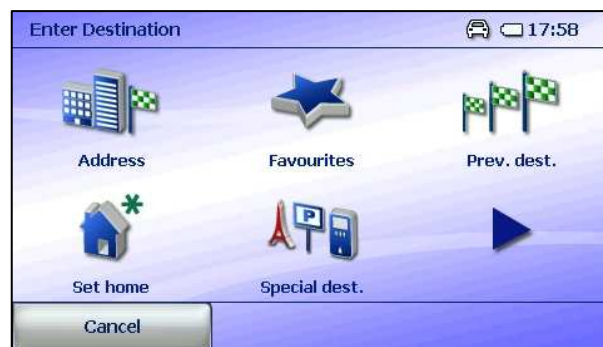 Enter Destination 17:58
Address Favourites Prev. dest.
P
Set home Special dest.
Cancel